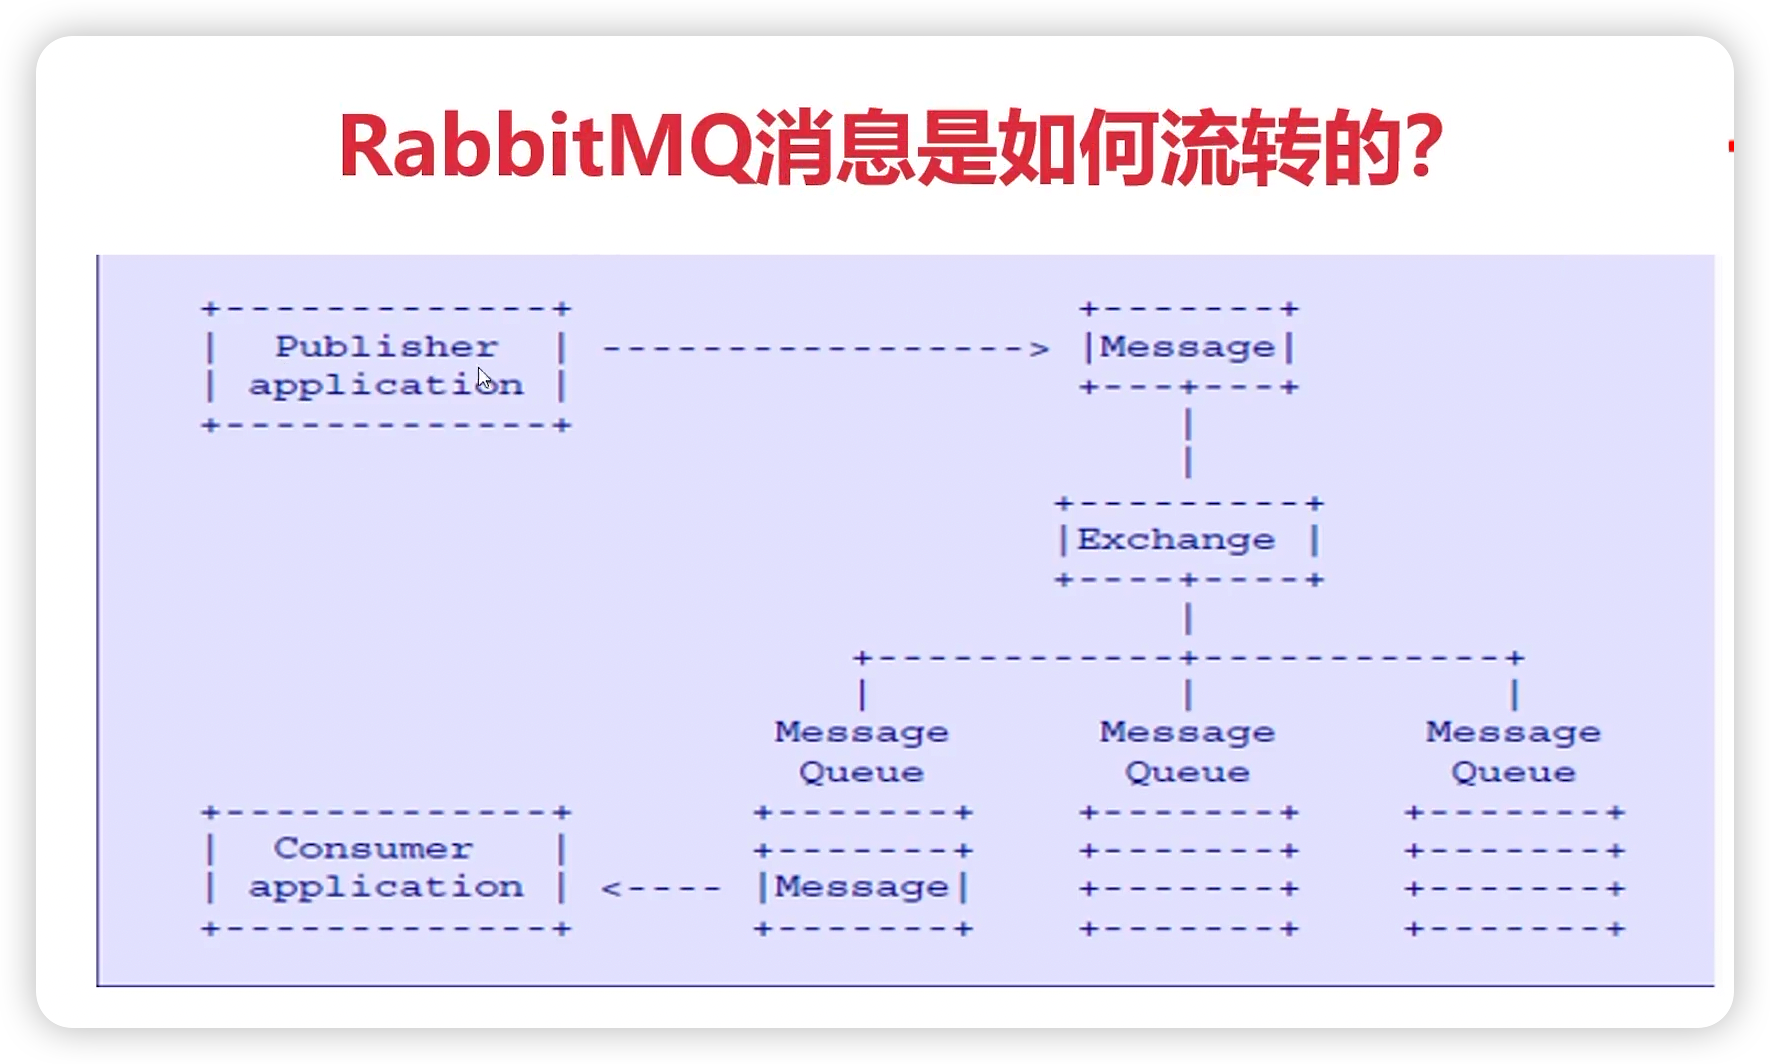 RabbitMQ消息是如何流转的？
Publisher
application
Message
Exchange
Message
Queue
Message
Queue
Message
Queue
Consumer
application
Message